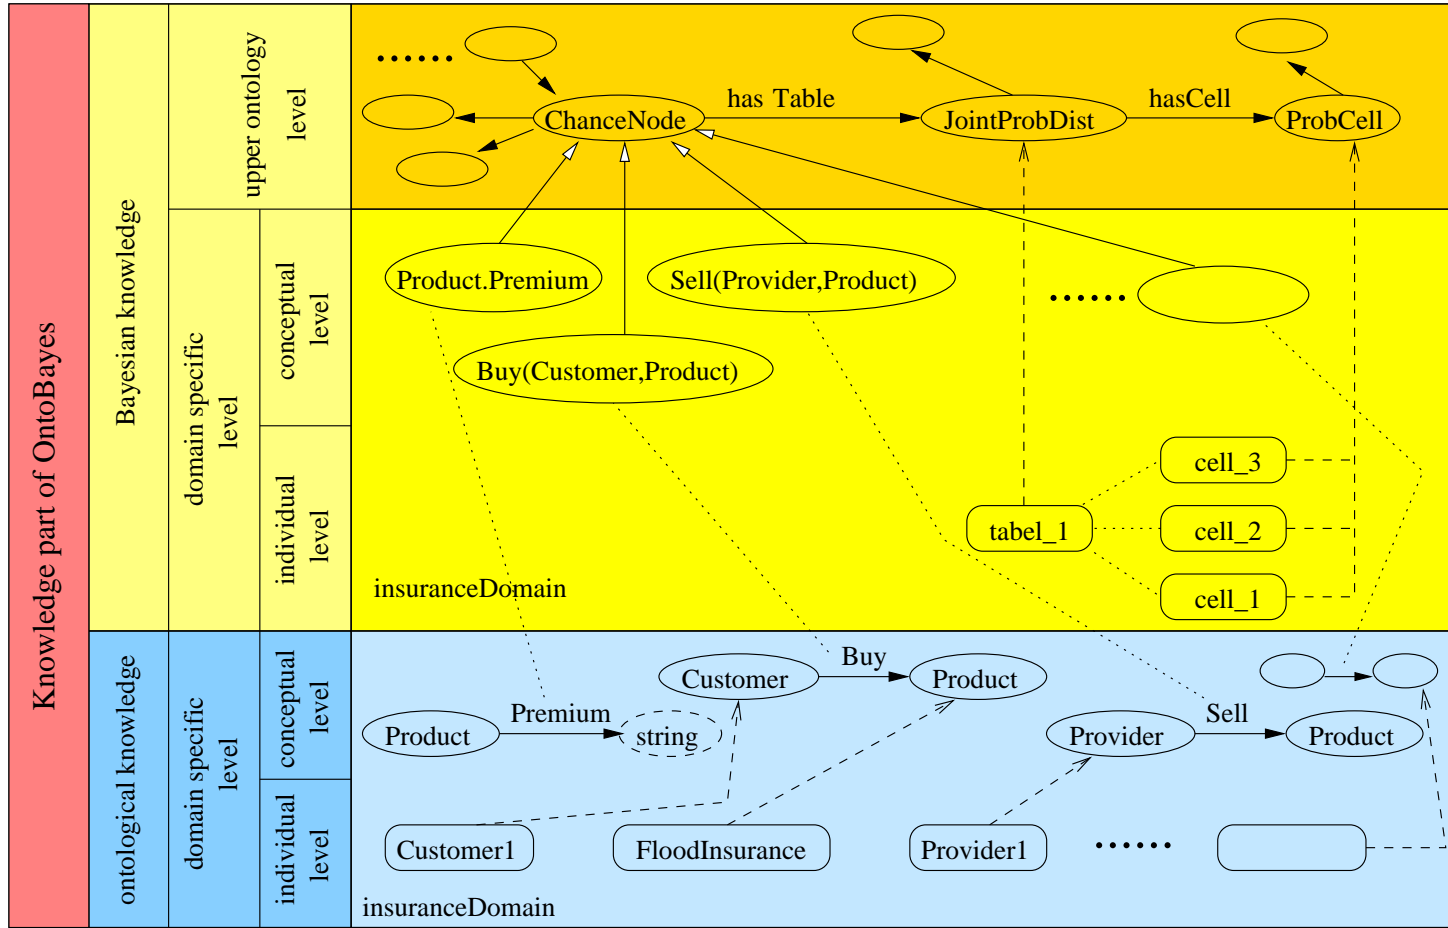 Knowledge part of OntoBayes
Bayesian knowledge
upper ontology
level
domain specific
level
conceptual
level
individual
level
has Table
hasCell
ChanceNode
JointProbDist
ProbCell
Product.Premium
Sell(Provider,Product)
Buy(Customer,Product)
cell_3
tabel_1
cell_2
cell_1
insuranceDomain
ontological knowledge
domain specific
level
conceptual
level
individual
level
Buy
Customer
Product
Premium
Sell
Product
string
Provider
Product
Customer1
FloodInsurance
Provider1
insuranceDomain